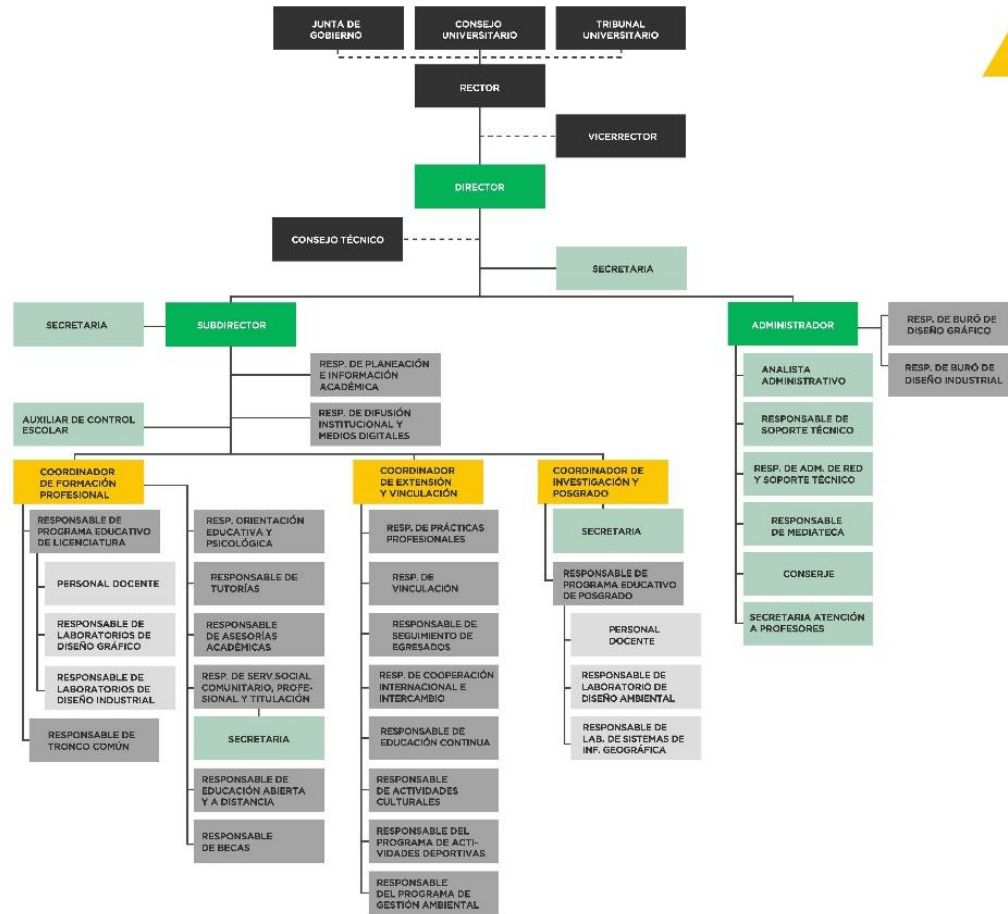 JUNTA DE
GOBIERNO
CONSEJO
UNIVERSITARIO
TRIBUNAL
UNIVERSITARIO
RECTOR
VICERRECTOR
DIRECTOR
CONSEJO TÉCNICO
SECRETARIA
SECRETARIA
SUBDIRECTOR
ADMINISTRADOR
RESP. DE BURÓ DE
DISEÑO GRÁFICO
RESP. DE BURÓ DE
DISEÑO INDUSTRIAL
RESP. DE PLANEACIÓN
E INFORMACIÓN
ACADÉMICA
AUXILIAR DE CONTROL
ESCOLAR
RESP. DE DIFUSIÓN
INSTITUCIONAL Y
MEDIOS DIGITALES
ANALISTA
ADMINISTRATIVO
RESPONSABLE DE
SOPORTE TÉCNICO
RESP. DE ADM. DE RED
Y SOPORTE TÉCNICO
RESPONSABLE
DE MEDIATECA
CONSERJE
SECRETARIA ATENCIÓN
A PROFESORES
COORDINADOR
DE FORMACIÓN
PROFESIONAL
RESPONSABLE DE
PROGRAMA EDUCATIVO
DE LICENCIATURA
PERSONAL DOCENTE
RESPONSABLE DE
LABORATORIOS DE
DISEÑO GRÁFICO
RESPONSABLE DE
LABORATORIOS DE
DISEÑO INDUSTRIAL
RESPONSABLE DE
TRONCO COMÚN
RESP. ORIENTACIÓN
EDUCATIVA Y
PSICOLÓGICA
RESPONSABLE DE
TUTORÍAS
RESPONSABLE
DE ASESORÍAS
ACADÉMICAS
RESP. DE SERV.SOCIAL
COMUNITARIO, PROFE-
SIONAL Y TITULACIÓN
SECRETARIA
RESPONSABLE DE
EDUCACIÓN ABIERTA
Y A DISTANCIA
RESPONSABLE
DE BECAS
COORDINADOR
DE EXTENSIÓN
Y VINCULACIÓN
RESP. DE PRÁCTICAS
PROFESIONALES
RESP. DE
VINCULACIÓN
RESPONSABLE DE
SEGUIMIENTO DE
EGRESADOS
RESP. DE COOPERACIÓN
INTERNACIONAL E
INTERCAMBIO
RESPONSABLE DE
EDUCACIÓN CONTINUA
RESPONSABLE
DE ACTIVIDADES
CULTURALES
RESPONSABLE DEL
PROGRAMA DE ACTI-
VIDADES DEPORTIVAS
RESPONSABLE
DEL PROGRAMA DE
GESTIÓN AMBIENTAL
COORDINADOR DE
INVESTIGACIÓN Y
POSGRADO
SECRETARIA
RESPONSABLE DE
PROGRAMA EDUCATIVO
DE POSGRADO
PERSONAL
DOCENTE
RESPONSABLE DE
LABORATORIO DE
DISEÑO AMBIENTAL
RESPONSABLE DE
LAB. DE SISTEMAS DE
INF. GEOGRÁFICA